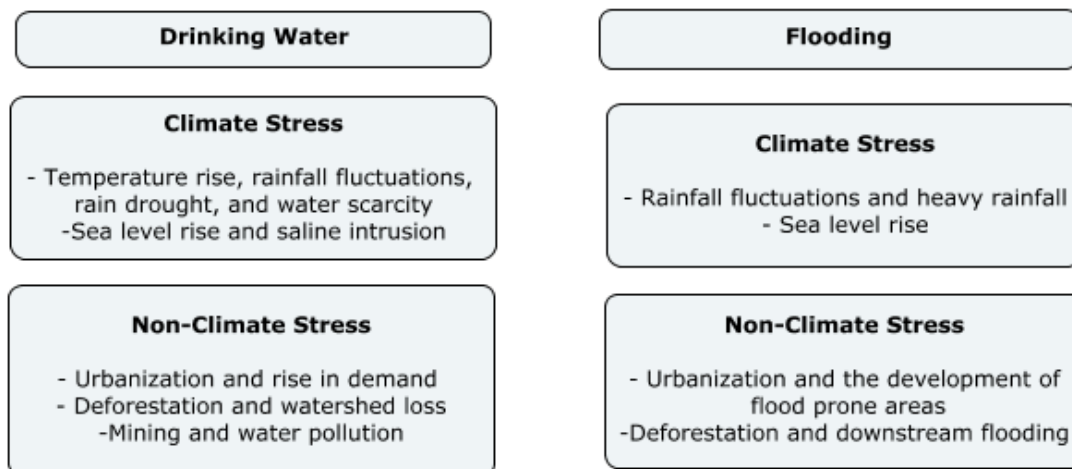 Drinking Water
Climate Stress
- Temperature rise, rainfall fluctuations,
rain drought, and water scarcity
-Sea level rise and saline intrusion
Non-Climate Stress
- Urbanization and rise in demand
- Deforestation and watershed loss
-Mining and water pollution
Flooding
Climate Stress
- Rainfall fluctuations and heavy rainfall
- Sea level rise
Non-Climate Stress
- Urbanization and the development of
flood prone areas
-Deforestation and downstream flooding